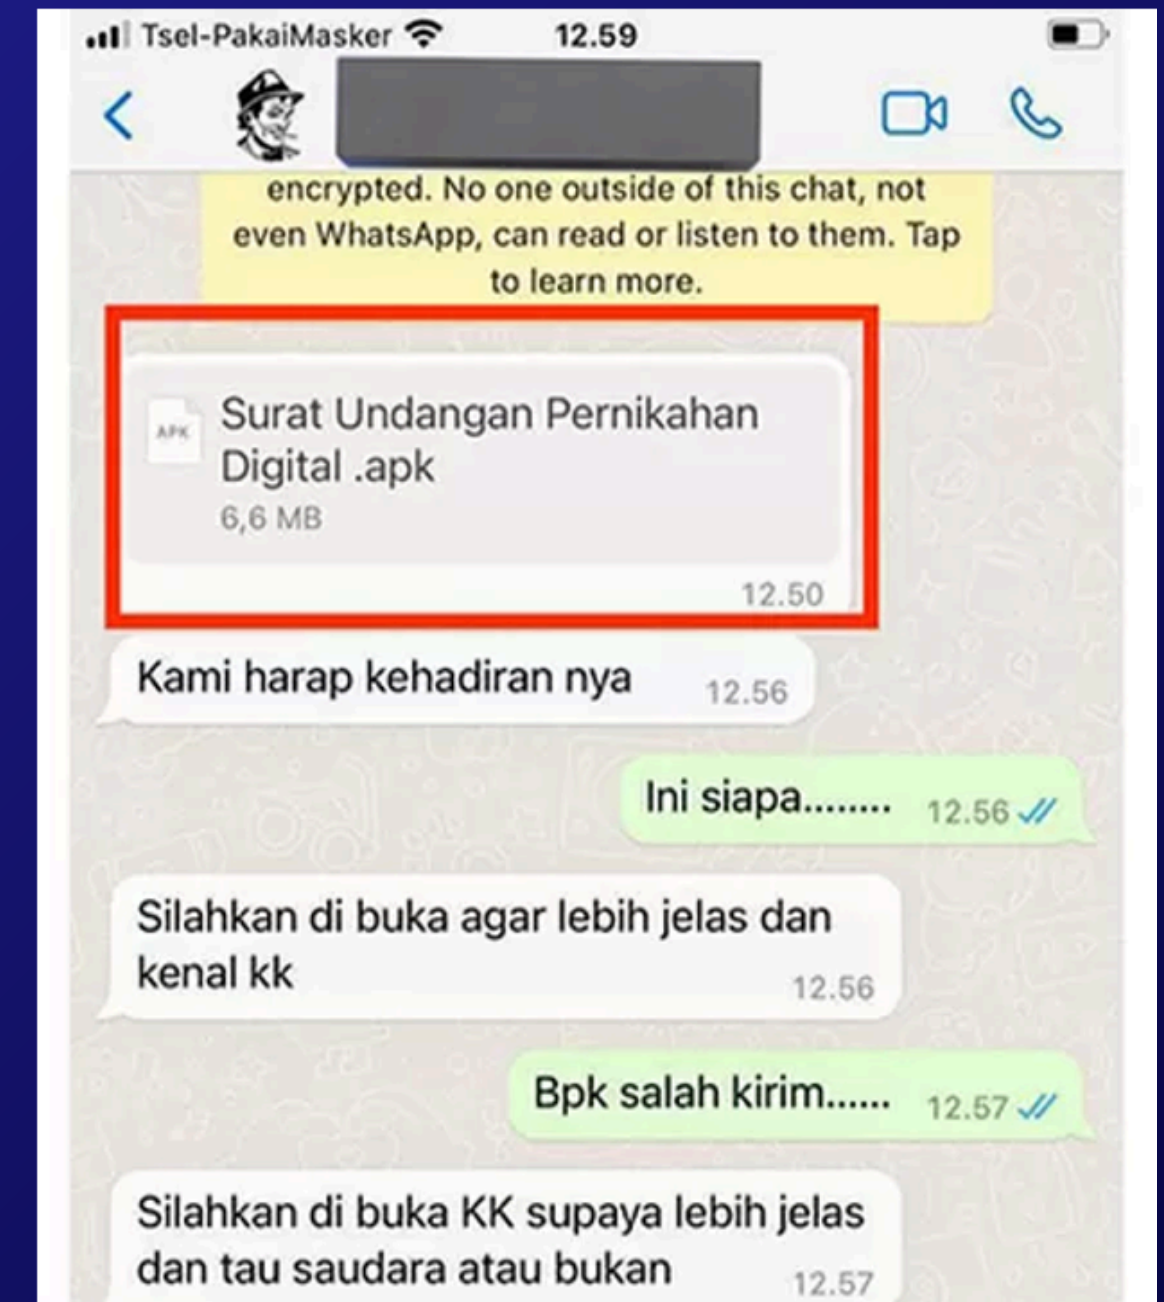 Tsel-PakaiMasker 12.59
encrypted. No one outside of this chat, not
even WhatsApp, can read or listen to them. Tap
to learn more.
APK
Surat Undangan Pernikahan
Digital .apk
6,6 MB
12.50
Kami harap kehadiran nya 12.56
Ini siapa........ 12.56
Silahkan di buka agar lebih jelas dan
kenal kk
12.56
Bpk salah kirim...... 12.57
Silahkan di buka KK supaya lebih jelas
dan tau saudara atau bukan
12.57